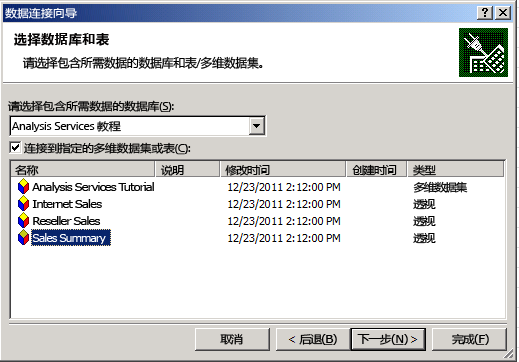 数据连接向导
选择数据库和表
请选择包含所需数据的数据库和表/多维数据集。
请选择包含所需数据的数据库(S):
Analysis Services 教程
连接到指定的多维数据集或表(C):
名称 说明 修改时间 创建时间 类型
Analysis Services Tutorial 12/23/2011 2:12:00 PM 多维数据集
Internet Sales 12/23/2011 2:12:00 PM 透视
Reseller Sales 12/23/2011 2:12:00 PM 透视
Sales Summary 12/23/2011 2:12:00 PM 透视
取消 < 后退(B) 下一步(N) > 完成(F)